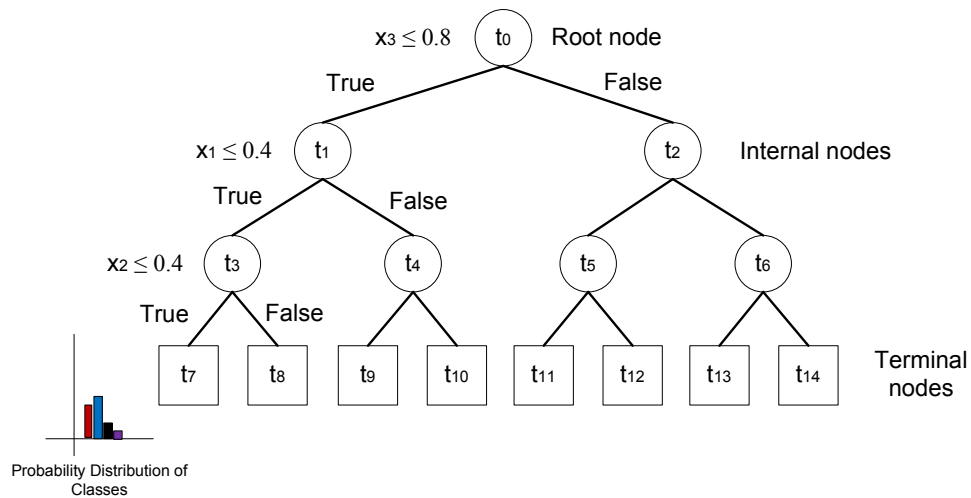 x3 ≤ 0.8 t0 Root node
True False
x1 ≤ 0.4 t1 t2 Internal nodes
True False
x2 ≤ 0.4 t3 t4 t5 t6
True False
t7 t8 t9 t10 t11 t12 t13 t14
Terminal
nodes
Probability Distribution of
Classes